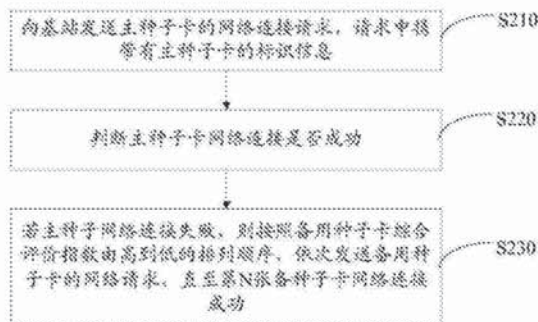 向基站发送主种子卡的网络连接请求，请求中携
带有主种子卡的标识信息
S210
判断主种子卡网络连接是否成功
S220
若主种子网络连接失败，则按照备用种子卡综合
评价指数由高到低的排列顺序，依次发送备用种
子卡的网络请求，直至第N张备种子卡网络连接
成功
S230